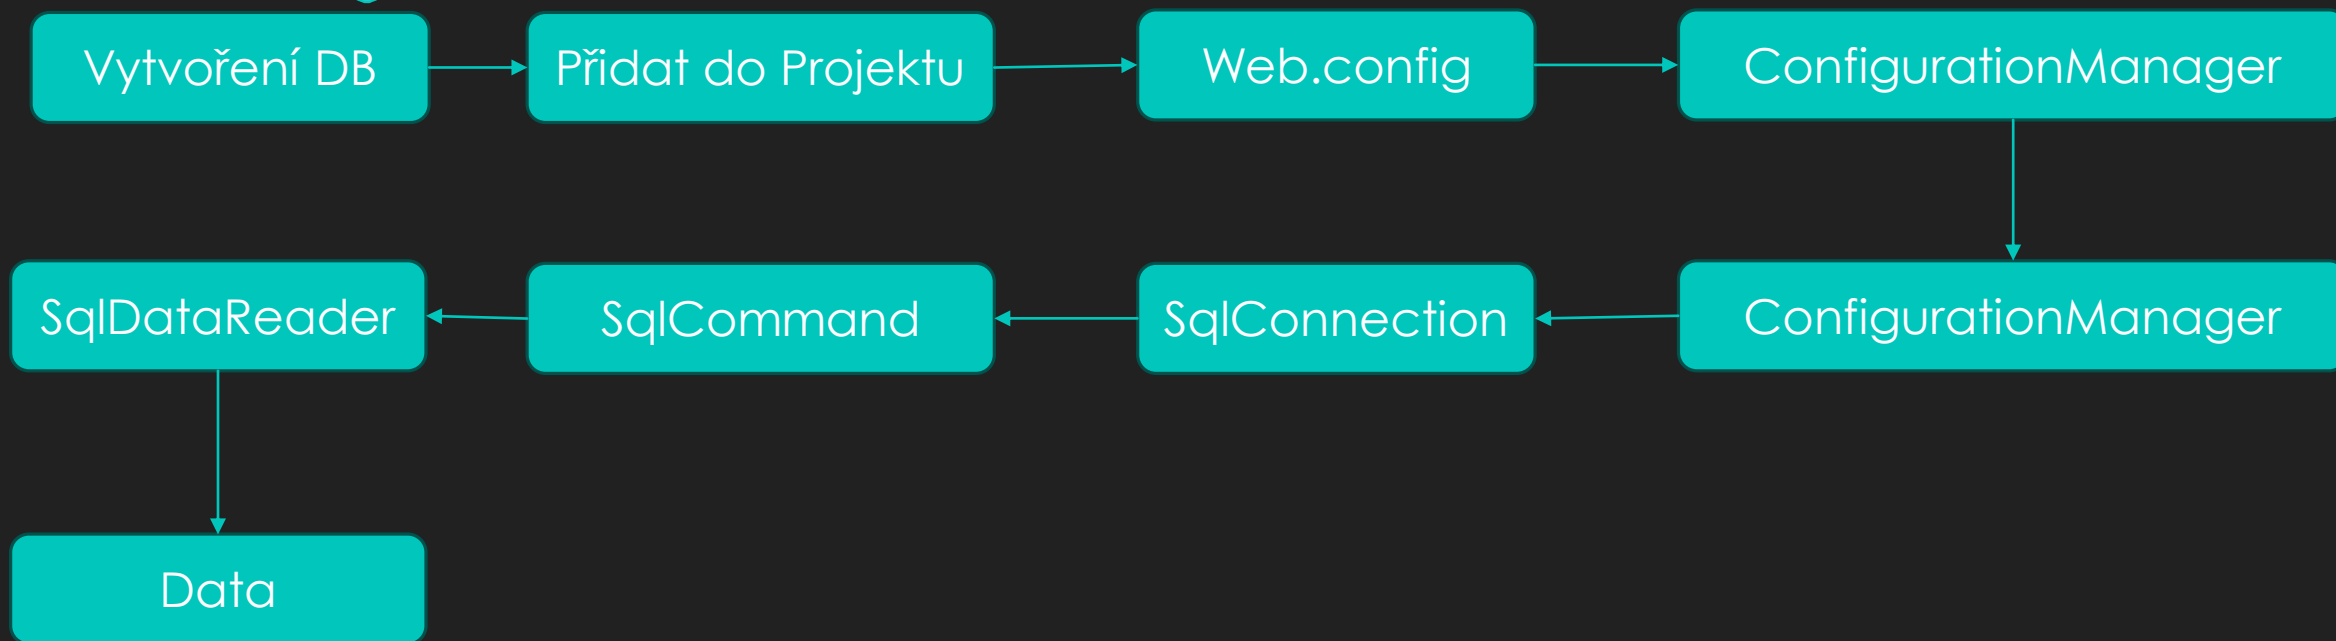 Vytvoření DB
Přidat do Projektu
Web.config
ConfigurationManager
ConfigurationManager
SqlConnection
SqlCommand
SqlDataReader
Data